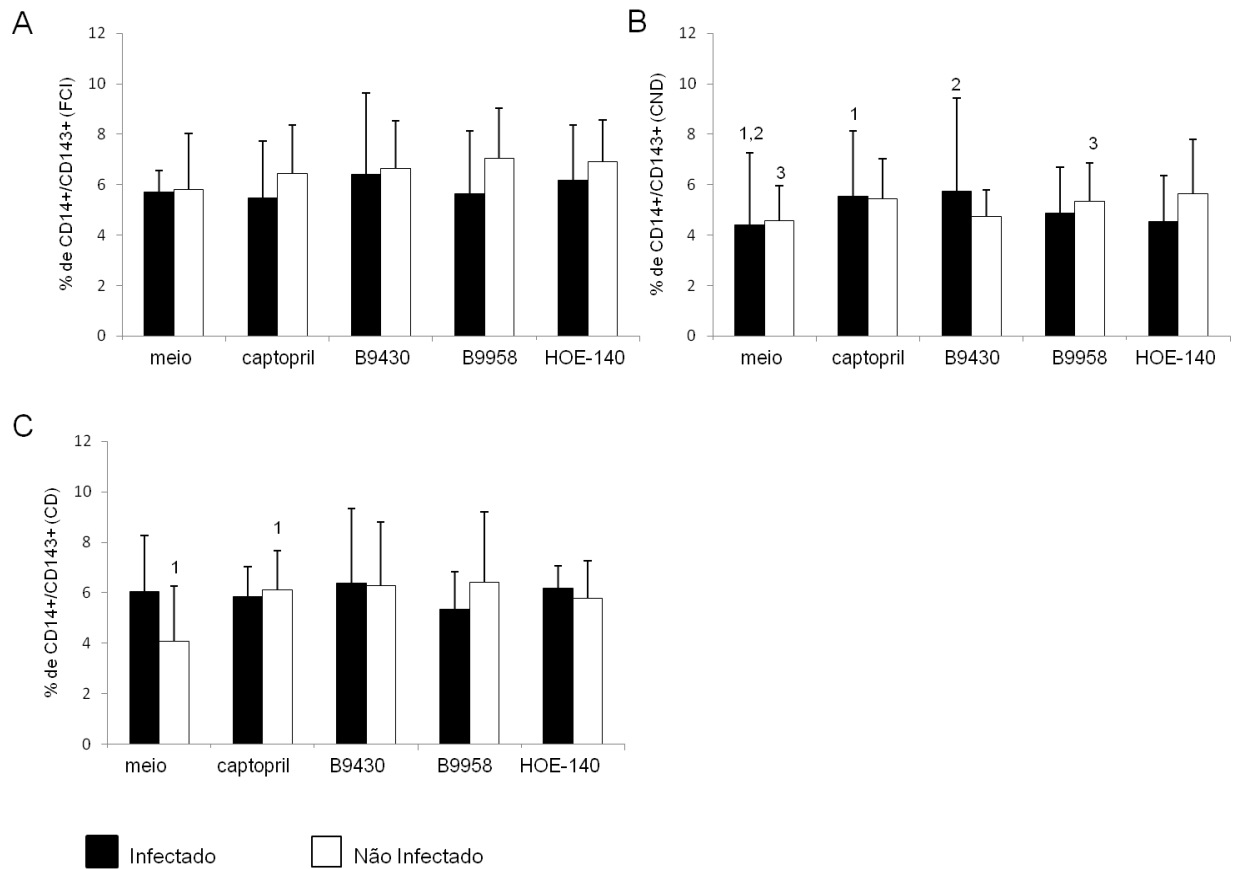 A
% de CD14+/CD143+ (FCI)
12
10
8
6
4
2
0
meio captopril B9430 B9958 HOE-140
B
% de CD14+/CD143+ (CND)
12
10
8
6
4
2
0
1,2
3
1
2
3
meio captopril B9430 B9958 HOE-140
C
% de CD14+/CD143+ (CD)
12
10
8
6
4
2
0
1
1
meio captopril B9430 B9958 HOE-140
Infectado
Não Infectado